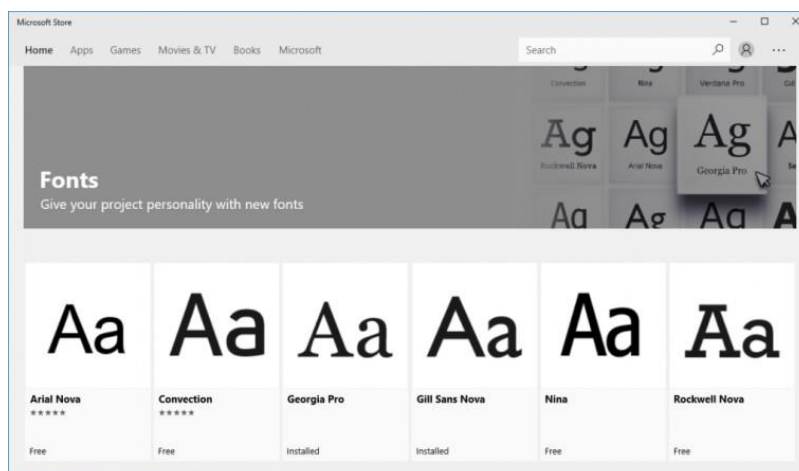 Microsoft Store
Home Apps Games Movies & TV Books Microsoft Search
Convection Nina Verdana Pro Gill
Ag Ag Ag A
Rockwell Nova Arial Nova Georgia Pro Se
Fonts
Give your project personality with new fonts
Ag Ag Ag A
Aa Aa Aa Aa Aa Aa
Arial Nova Convection Georgia Pro Gill Sans Nova Nina Rockwell Nova
★★★★★ ★★★★★
Free Free Installed Installed Free Free